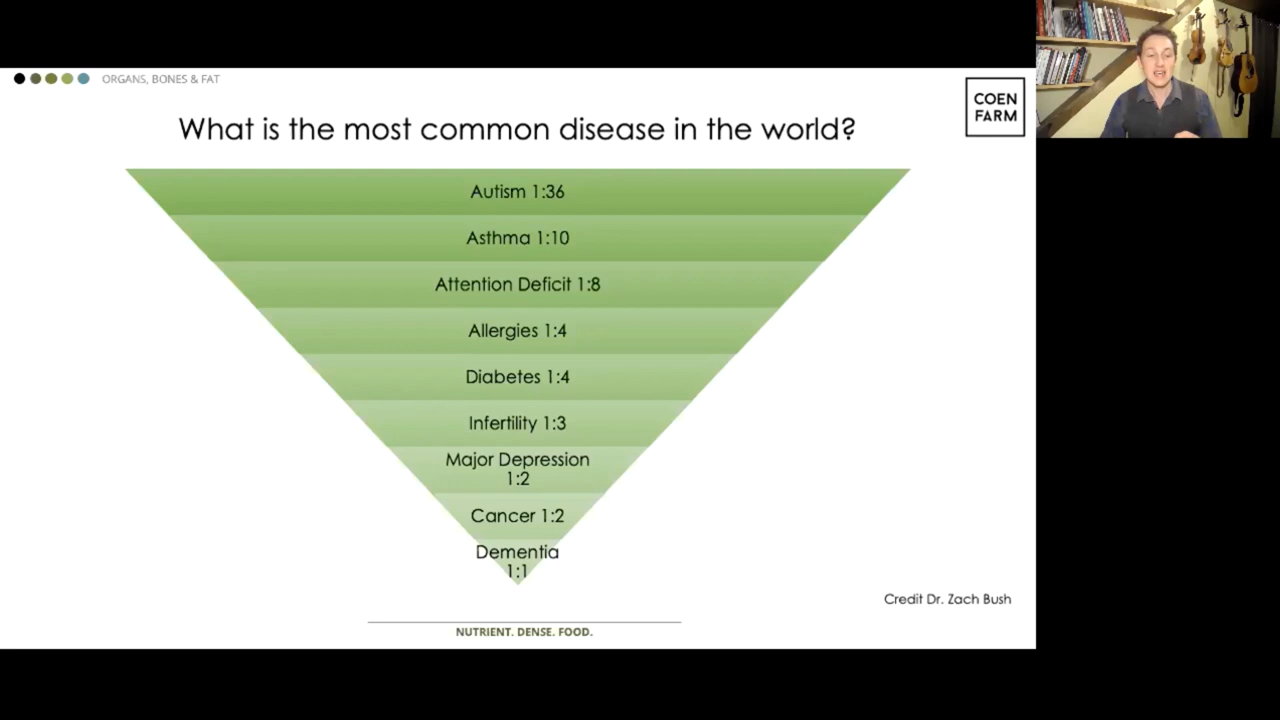 ORGANS, BONES & FAT
COEN
FARM
What is the most common disease in the world?
Autism 1:36
Asthma 1:10
Attention Deficit 1:8
Allergies 1:4
Diabetes 1:4
Infertility 1:3
Major Depression
1:2
Cancer 1:2
Dementia
1:1
Credit Dr. Zach Bush
NUTRIENT. DENSE. FOOD.